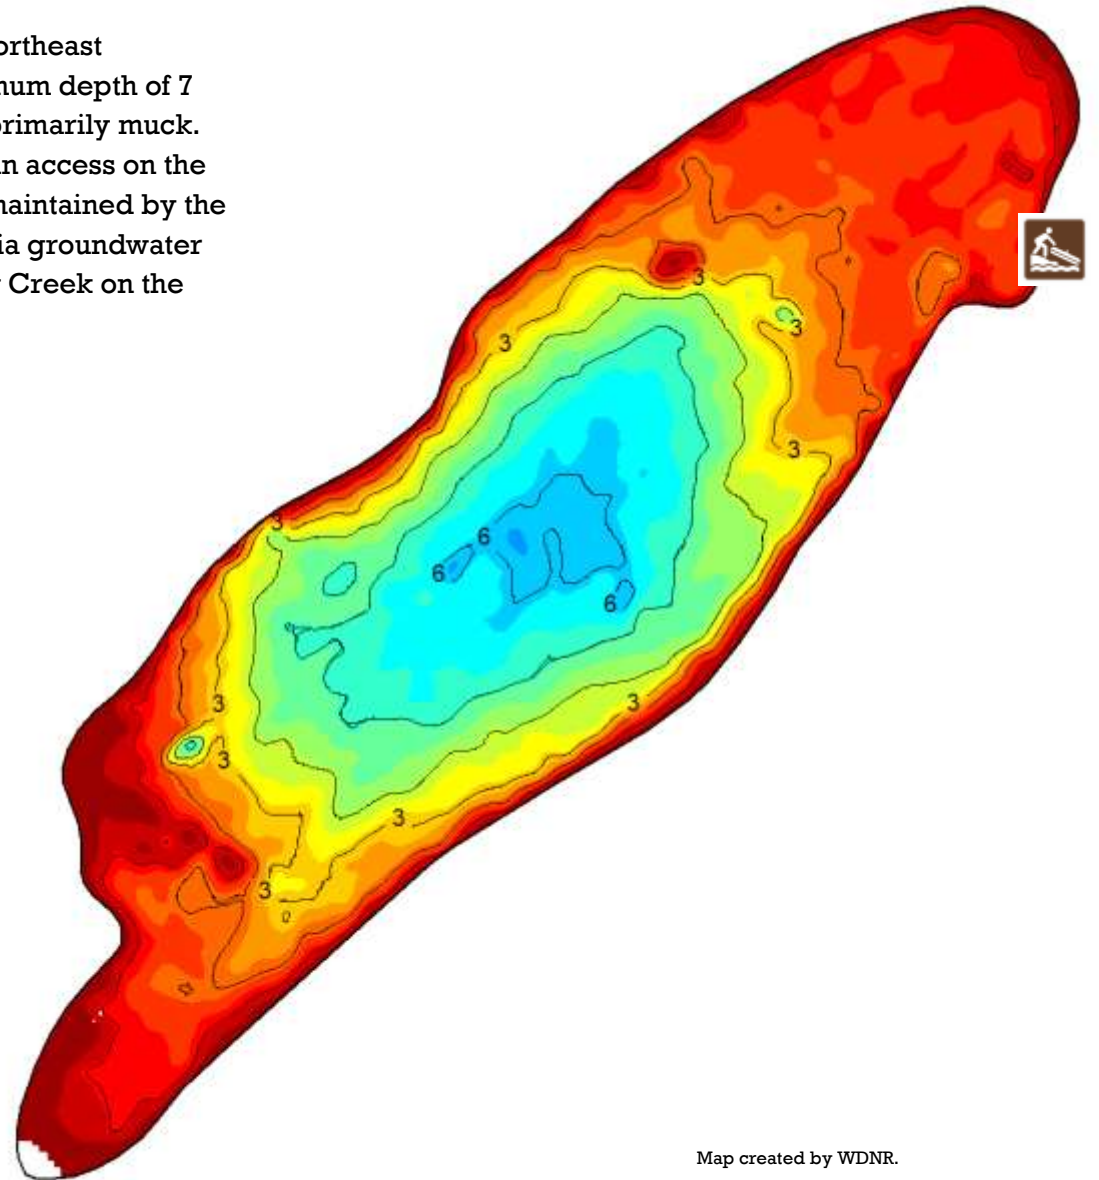 ortheast
num depth of 7
primarily muck.
an access on the
maintained by the
ia groundwater
r Creek on the
3
3
3
3
3
6
6
6
3
3
3
3
3
Map created by WDNR.